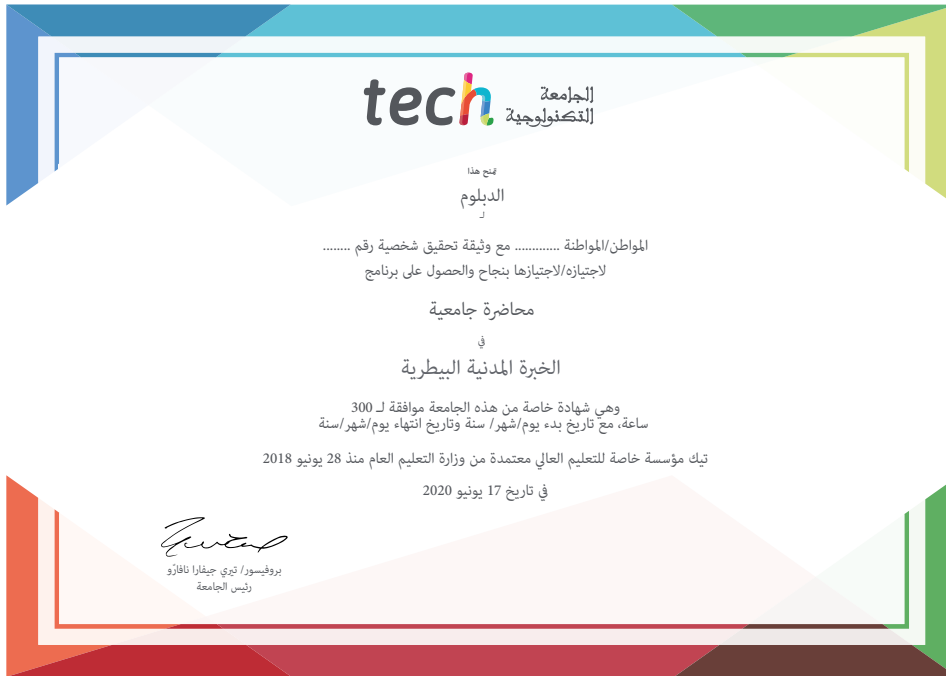 tech
الجامعة
التكنولوجية
يمنح هذا
الدبلوم
لـ
المواطن/المواطنة ............ مع وثيقة تحقيق شخصية رقم ........
لاجتيازه/لاجتيازها بنجاح والحصول على برنامج
محاضرة جامعية
في
الخبرة المدنية البيطرية
وهي شهادة خاصة من هذه الجامعة موافقة لـ 300
ساعة، مع تاريخ بدء يوم/شهر/ سنة وتاريخ انتهاء يوم/شهر/سنة
تيك مؤسسة خاصة للتعليم العالي معتمدة من وزارة التعليم العام منذ 28 يونيو 2018
في تاريخ 17 يونيو 2020
بروفيسور/ تيري جيفارا نافارّو
رئيس الجامعة